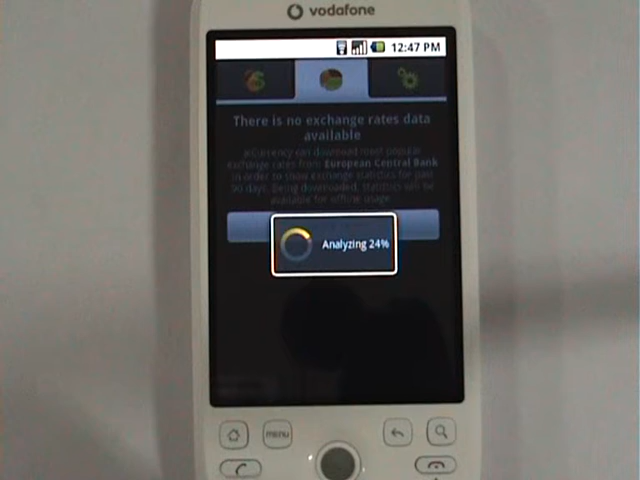 vodafone
12:47 PM
There is no exchange rates data
available
can download most popular
exchange rates from European Central Bank
in order to show exchange statistics for past
90 days. Being downloaded, statistics will be
available for offline usage.
Analyzing 24%
menu